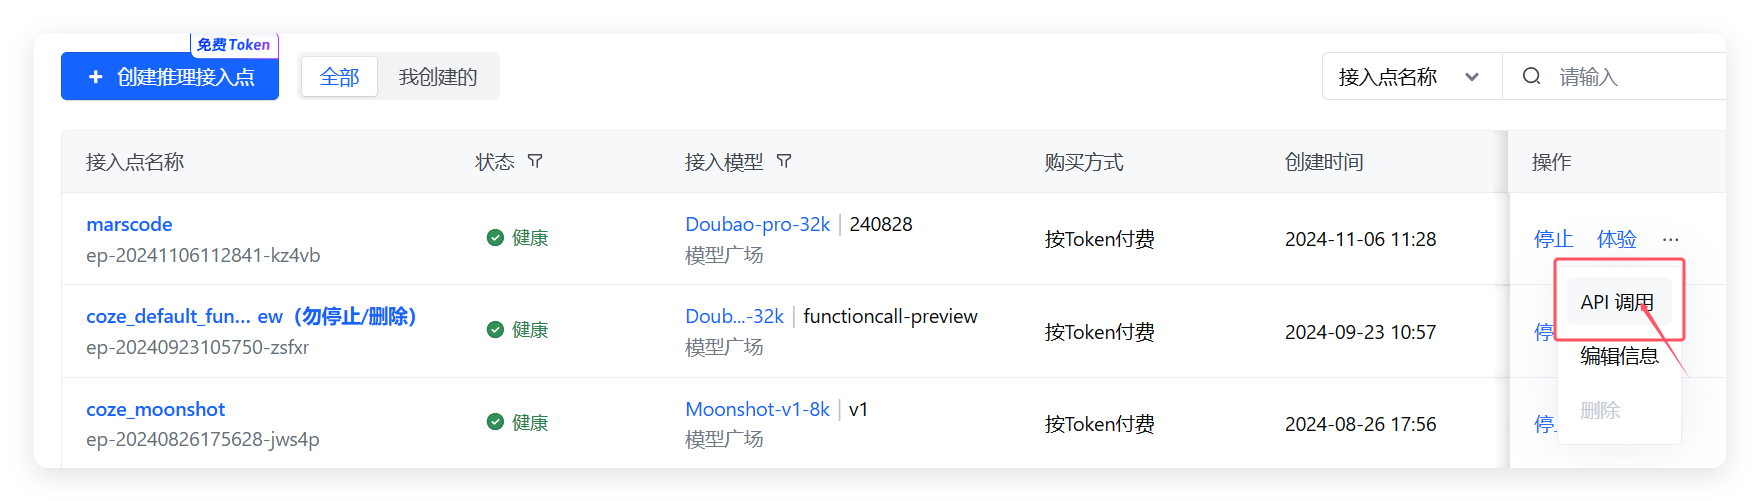 免费Token
+ 创建推理接入点
全部
我创建的
接入点名称
请输入
接入点名称
状态
接入模型
购买方式
创建时间
操作
marscode
ep-20241106112841-kz4vb
健康
Doubao-pro-32k | 240828
模型广场
按Token付费
2024-11-06 11:28
停止
体验
···
API 调用
编辑信息
删除
coze_default_fun... ew（勿停止/删除）
ep-20240923105750-zsfxr
健康
Doub...-32k | functioncall-preview
模型广场
按Token付费
2024-09-23 10:57
停
coze_moonshot
ep-20240826175628-jws4p
健康
Moonshot-v1-8k | v1
模型广场
按Token付费
2024-08-26 17:56
停